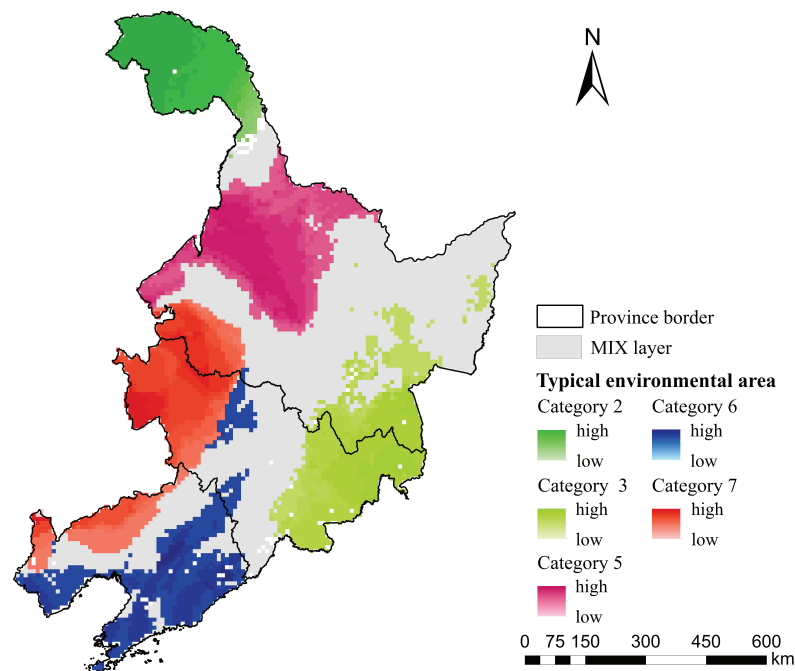 N
Province border
MIX layer
Typical environmental area
Category 2 Category 6
high high
low low
Category 3 Category 7
high high
low low
Category 5
high
low
0 75 150 300 450 600
km